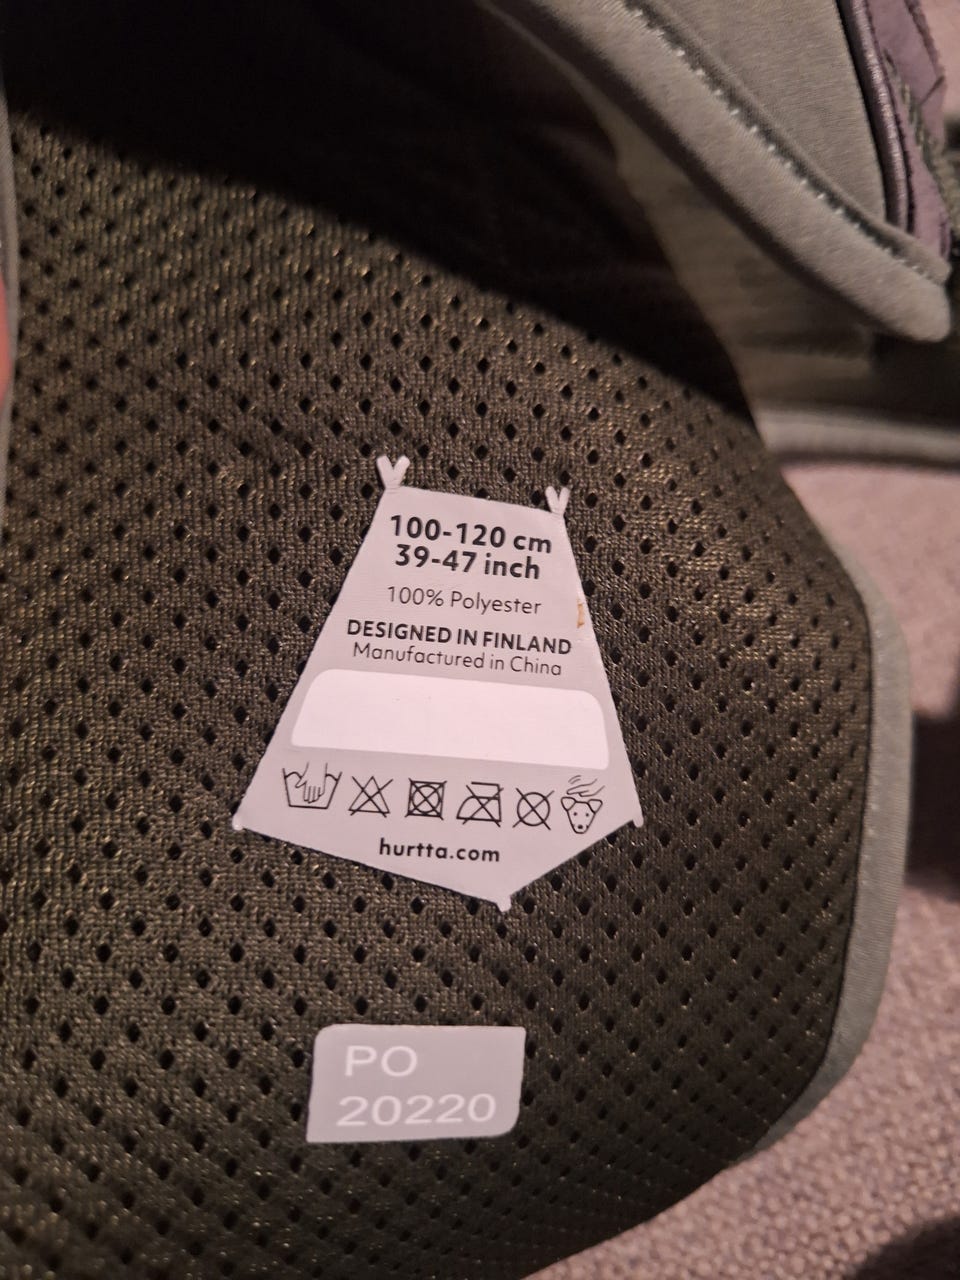 100-120 cm
39-47 inch
100% Polyester
DESIGNED IN FINLAND
Manufactured in China
hurtta.com
PO
20220